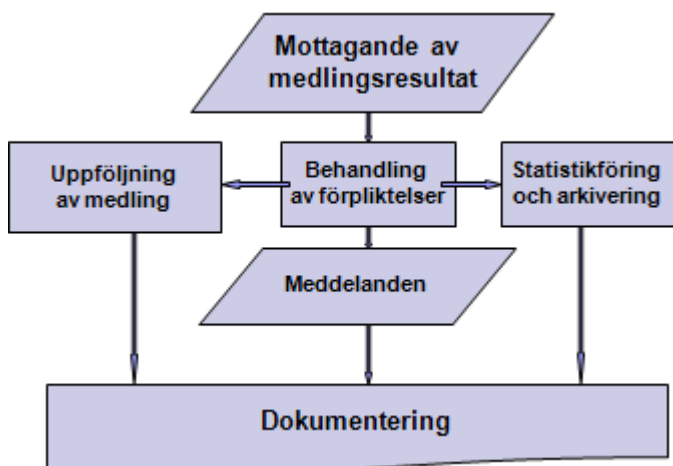 Mottagande av
medlingsresultat
Uppföljning
av medling
Behandling
av förpliktelser
Statistikföring
och arkivering
Meddelanden
Dokumentering